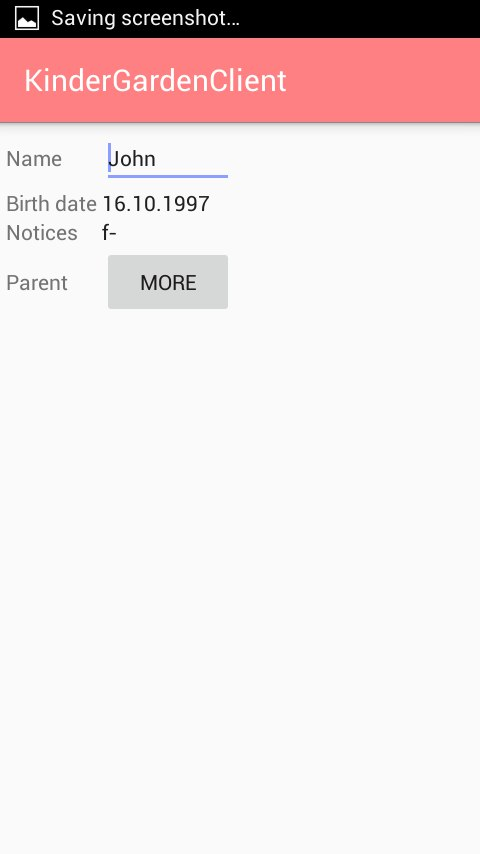 Saving screenshot...
KinderGardenClient
Name John
Birth date 16.10.1997
Notices f-
Parent MORE